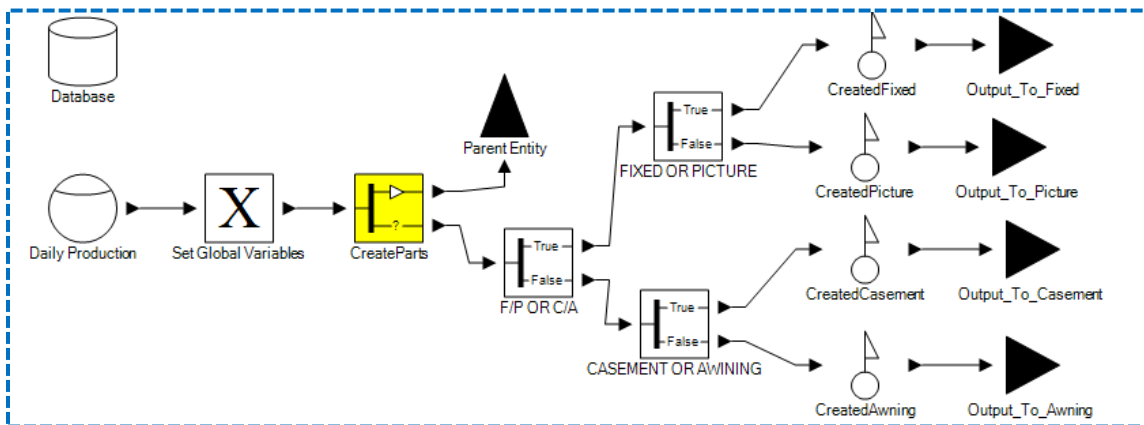 Database
Daily Production
X
Set Global Variables
?
CreateParts
Parent Entity
True
False
F/P OR C/A
True
False
FIXED OR PICTURE
True
False
CASEMENT OR AWINING
CreatedFixed
Output_To_Fixed
CreatedPicture
Output_To_Picture
CreatedCasement
Output_To_Casement
CreatedAwning
Output_To_Awning